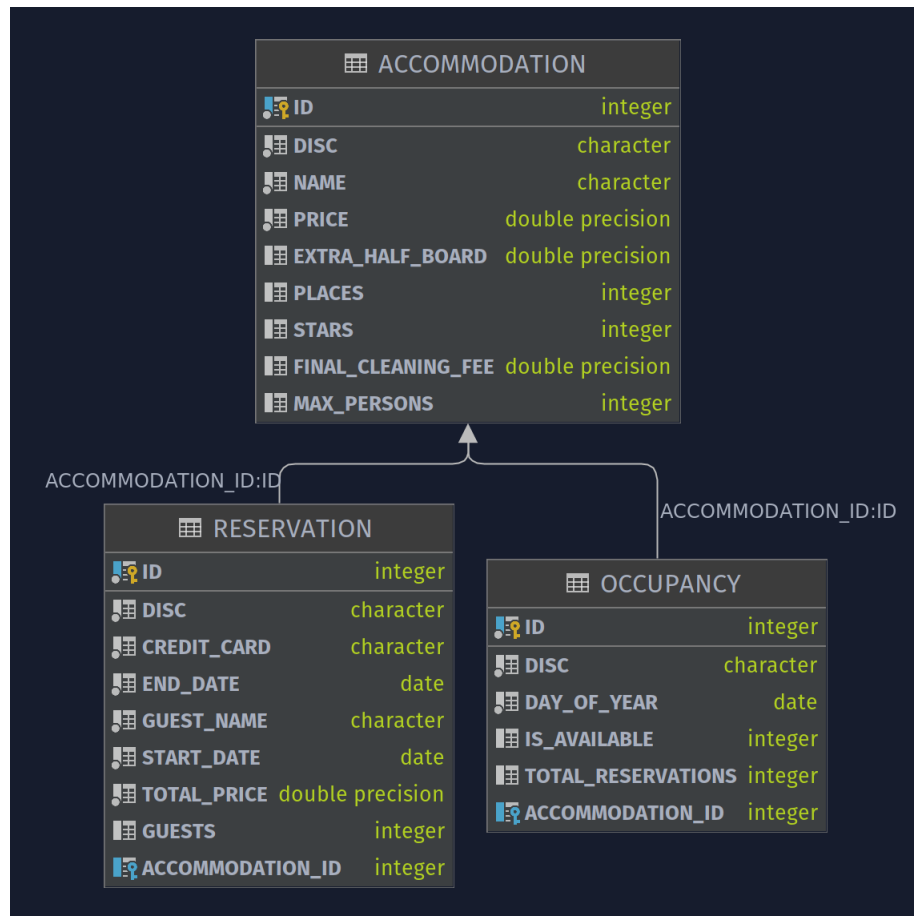 ACCOMMODATION
ID integer
DISC character
NAME character
PRICE double precision
EXTRA_HALF_BOARD double precision
PLACES integer
STARS integer
FINAL_CLEANING_FEE double precision
MAX_PERSONS integer
ACCOMMODATION_ID:ID
RESERVATION
ID integer
DISC character
CREDIT_CARD character
END_DATE date
GUEST_NAME character
START_DATE date
TOTAL_PRICE double precision
GUESTS integer
ACCOMMODATION_ID integer
ACCOMMODATION_ID:ID
OCCUPANCY
ID integer
DISC character
DAY_OF_YEAR date
IS_AVAILABLE integer
TOTAL_RESERVATIONS integer
ACCOMMODATION_ID integer